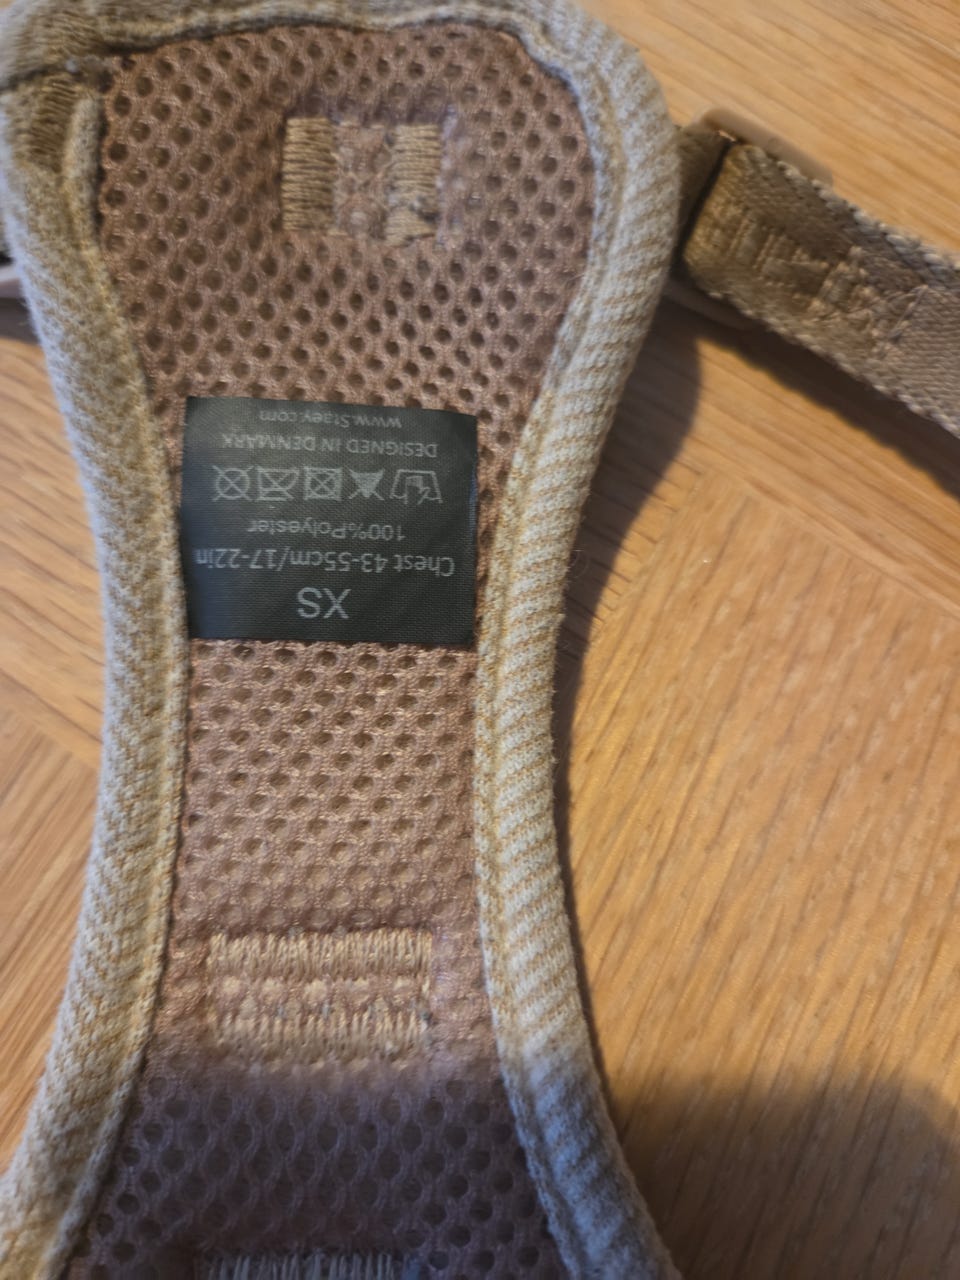 XS
Chest 43-55cm/17-22in
100%Polyester
DESIGNED IN DENMARK
www.Staey.com